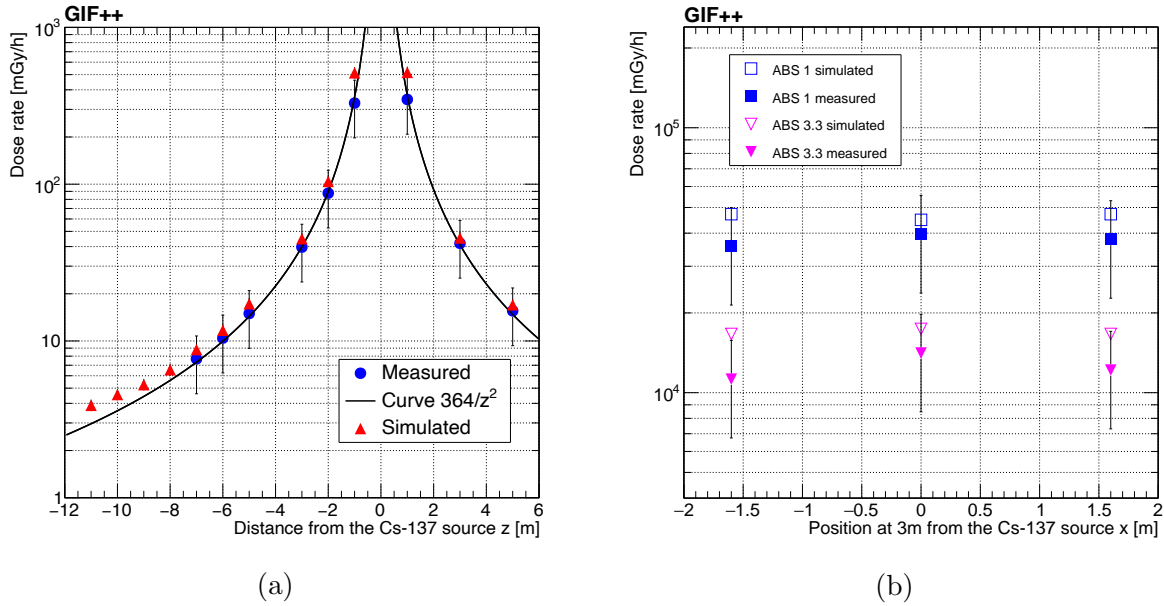 GIF++
Dose rate [mGy/h]
10³
10²
10
1
Measured
Curve 364/z²
Simulated
−12 −10 −8 −6 −4 −2 0 2 4 6
Distance from the Cs-137 source z [m]
(a)
GIF++
Dose rate [mGy/h]
10⁵
10⁴
ABS 1 simulated
ABS 1 measured
ABS 3.3 simulated
ABS 3.3 measured
−2 −1.5 −1 −0.5 0.0 0.5 1 1.5 2
Position at 3m from the Cs-137 source x [m]
(b)